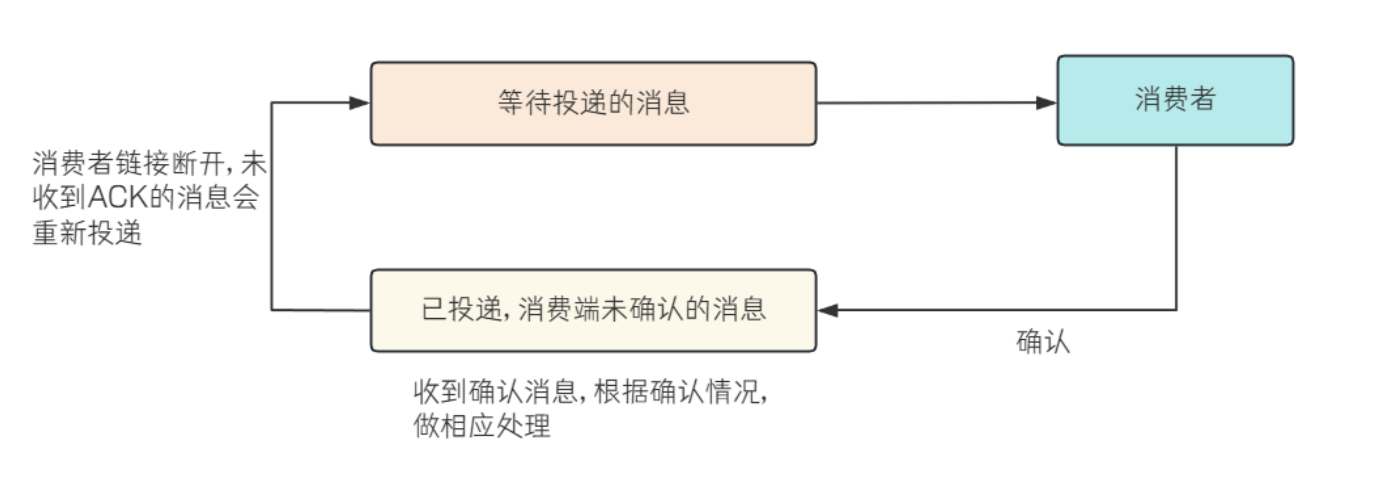 等待投递的消息
消费者
消费者链接断开, 未
收到ACK的消息会
重新投递
已投递, 消费端未确认的消息
确认
收到确认消息, 根据确认情况,
做相应处理